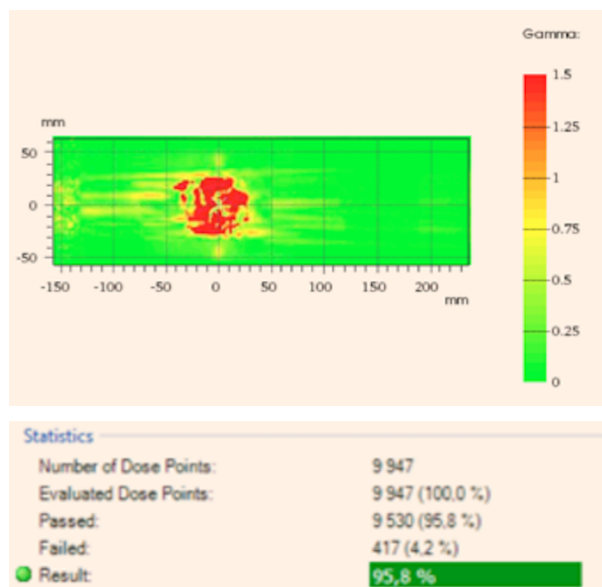 Gamma:
1.5
mm
1.25
50
1
0
0.75
-50
-150 -100 -50 0 50 100 150 200
mm
0.5
0.25
0
Statistics
Number of Dose Points: 9 947
Evaluated Dose Points: 9 947 (100,0 %)
Passed: 9 530 (95,8 %)
Failed: 417 (4,2 %)
Result: 95,8 %